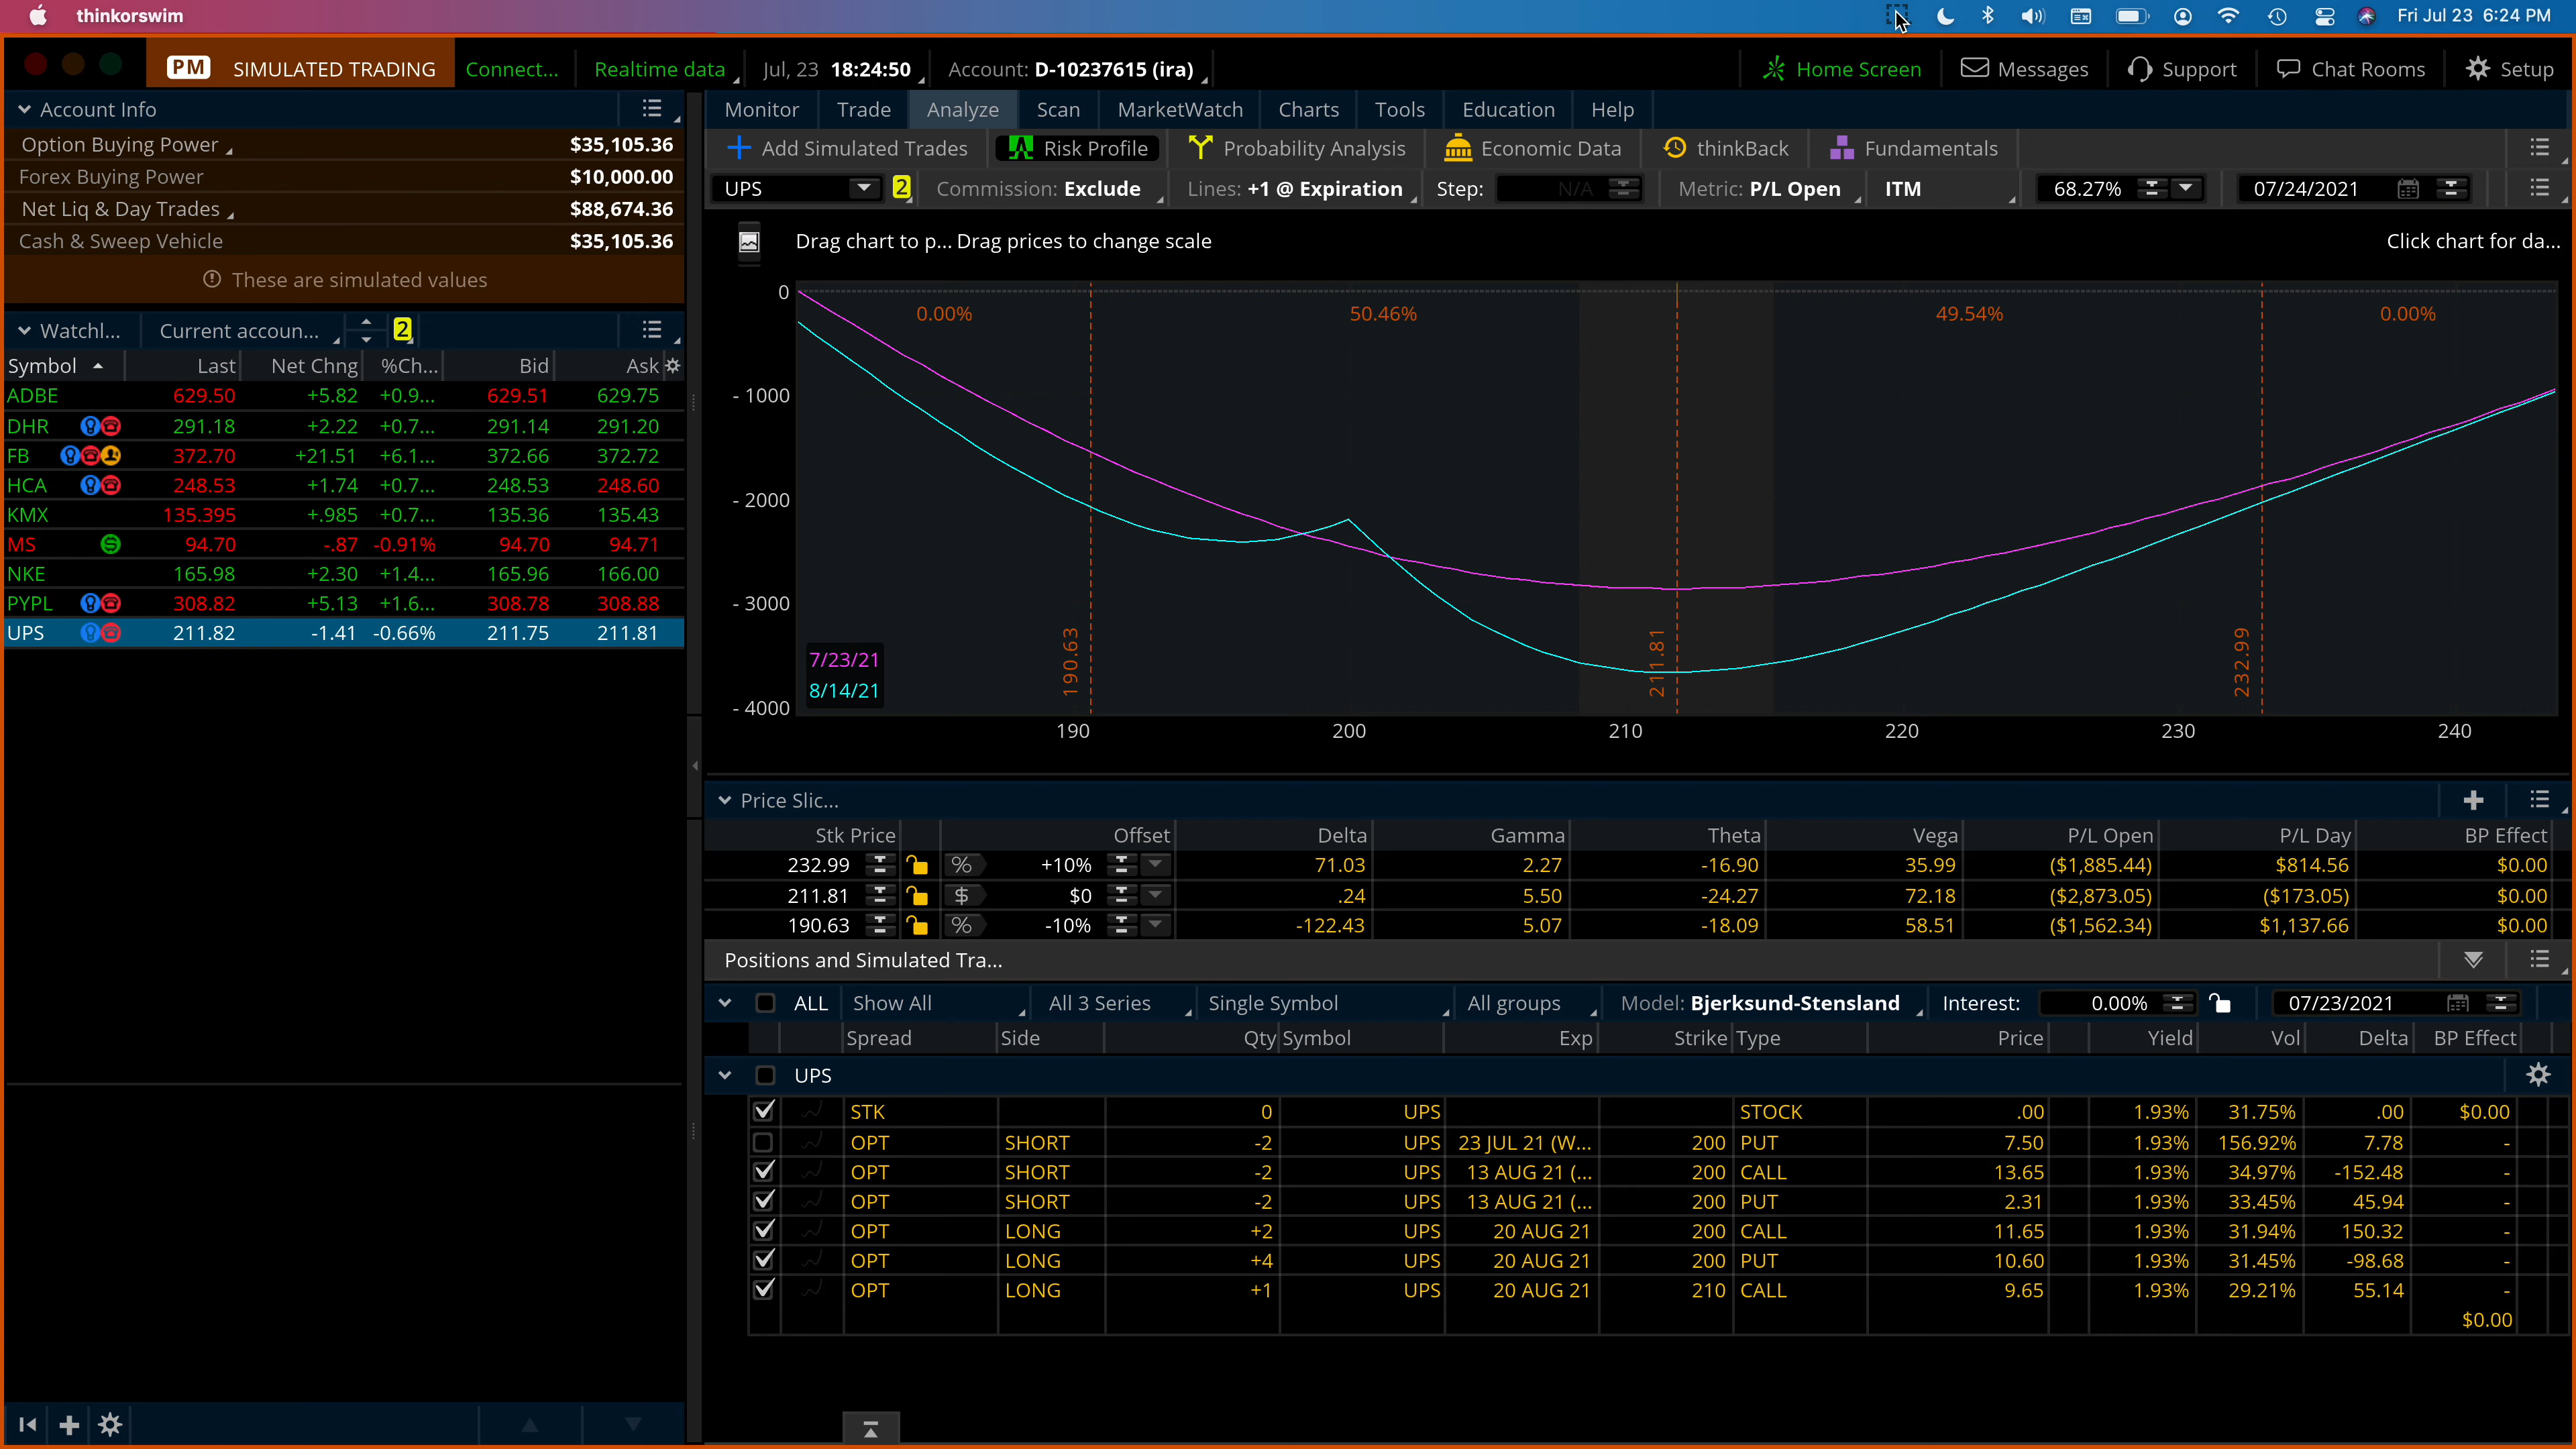 thinkorswim
Fri Jul 23 6:24 PM
PM SIMULATED TRADING Connect... Realtime data Jul, 23 18:24:50 Account: D-10237615 (ira) Home Screen Messages Support Chat Rooms Setup
Account Info
Option Buying Power $35,105.36
Forex Buying Power $10,000.00
Net Liq & Day Trades $88,674.36
Cash & Sweep Vehicle $35,105.36
These are simulated values
Watchl... Current accoun... 2
Symbol Last Net Chng %Ch... Bid Ask
ADBE 629.50 +5.82 +0.9... 629.51 629.75
DHR 291.18 +2.22 +0.7... 291.14 291.20
FB 372.70 +21.51 +6.1... 372.66 372.72
HCA 248.53 +1.74 +0.7... 248.53 248.60
KMX 135.395 +.985 +0.7... 135.36 135.43
MS 94.70 -.87 -0.91% 94.70 94.71
NKE 165.98 +2.30 +1.4... 165.96 166.00
PYPL 308.82 +5.13 +1.6... 308.78 308.88
UPS 211.82 -1.41 -0.66% 211.75 211.81
Monitor Trade Analyze Scan MarketWatch Charts Tools Education Help
Add Simulated Trades Risk Profile Probability Analysis Economic Data thinkBack Fundamentals
UPS 2 Commission: Exclude Lines: +1 @ Expiration Step: N/A Metric: P/L Open ITM 68.27% 07/24/2021
Drag chart to p... Drag prices to change scale Click chart for da...
0
0.00% 50.46% 49.54% 0.00%
- 1000
- 2000
- 3000
- 4000
190.63 211.81 232.99
7/23/21
8/14/21
190 200 210 220 230 240
Price Slic...
Stk Price Offset Delta Gamma Theta Vega P/L Open P/L Day BP Effect
232.99 % +10% 71.03 2.27 -16.90 35.99 ($1,885.44) $814.56 $0.00
211.81 $ $0 .24 5.50 -24.27 72.18 ($2,873.05) ($173.05) $0.00
190.63 % -10% -122.43 5.07 -18.09 58.51 ($1,562.34) $1,137.66 $0.00
Positions and Simulated Tra...
ALL Show All All 3 Series Single Symbol All groups Model: Bjerksund-Stensland Interest: 0.00% 07/23/2021
Spread Side Qty Symbol Exp Strike Type Price Yield Vol Delta BP Effect
UPS
STK 0 UPS STOCK .00 1.93% 31.75% .00 $0.00
OPT SHORT -2 UPS 23 JUL 21 (W... 200 PUT 7.50 1.93% 156.92% 7.78 -
OPT SHORT -2 UPS 13 AUG 21 (... 200 CALL 13.65 1.93% 34.97% -152.48 -
OPT SHORT -2 UPS 13 AUG 21 (... 200 PUT 2.31 1.93% 33.45% 45.94 -
OPT LONG +2 UPS 20 AUG 21 200 CALL 11.65 1.93% 31.94% 150.32 -
OPT LONG +4 UPS 20 AUG 21 200 PUT 10.60 1.93% 31.45% -98.68 -
OPT LONG +1 UPS 20 AUG 21 210 CALL 9.65 1.93% 29.21% 55.14 -
$0.00